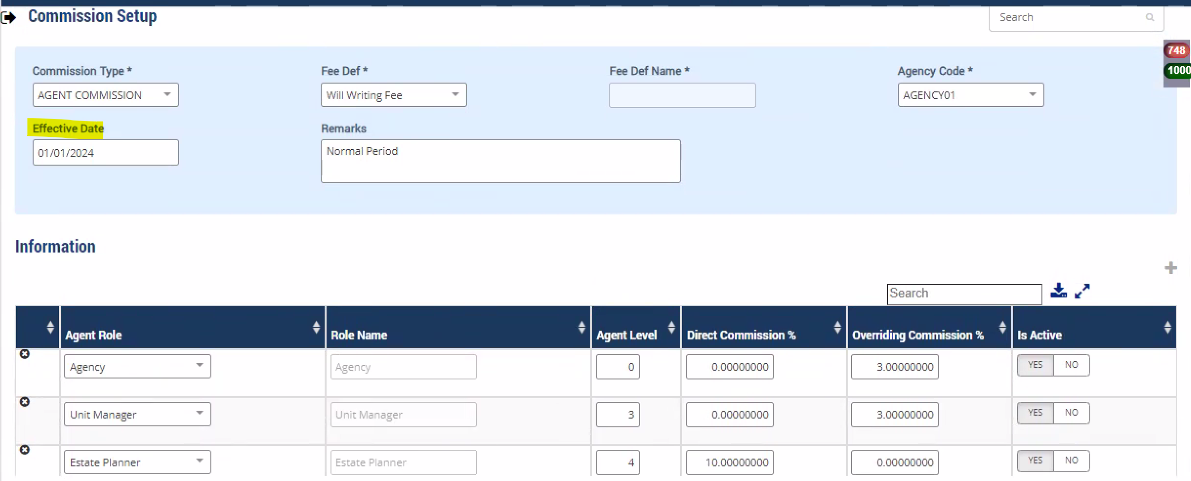 Commission Setup
Search
748
1000
Commission Type * Fee Def * Fee Def Name * Agency Code *
AGENT COMMISSION Will Writing Fee AGENCY01
Effective Date Remarks
01/01/2024 Normal Period
Information
Search
Agent Role Role Name Agent Level Direct Commission % Overriding Commission % Is Active
Agency Agency 0 0.00000000 3.00000000 YES NO
Unit Manager Unit Manager 3 0.00000000 3.00000000 YES NO
Estate Planner Estate Planner 4 10.00000000 0.00000000 YES NO